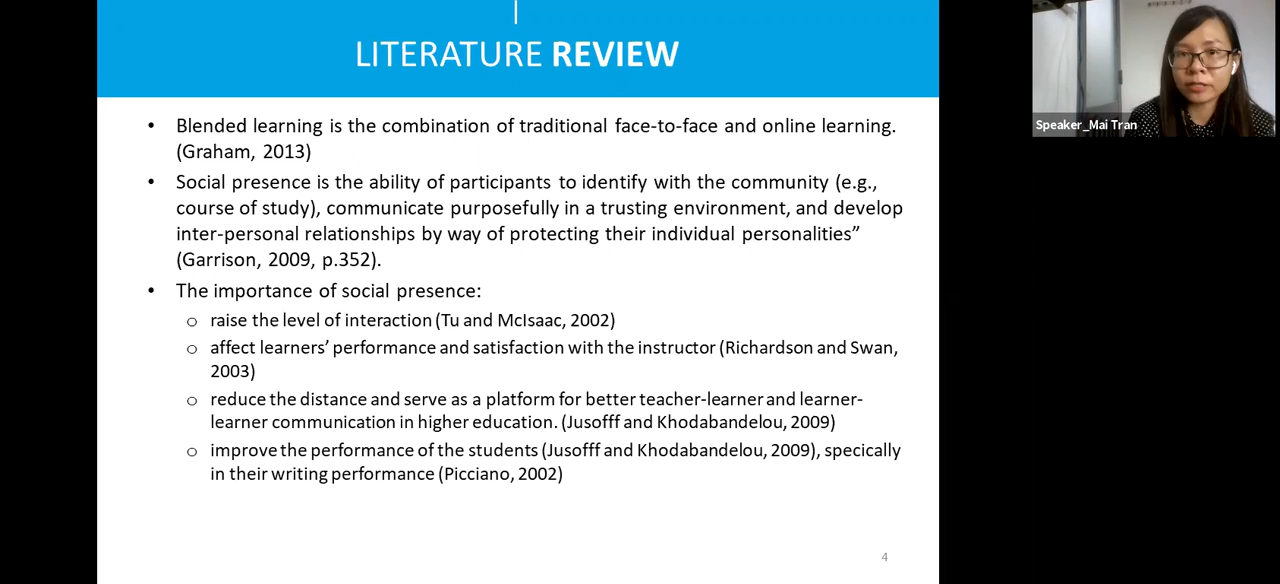 LITERATURE REVIEW
• Blended learning is the combination of traditional face-to-face and online learning.
(Graham, 2013)
• Social presence is the ability of participants to identify with the community (e.g.,
course of study), communicate purposefully in a trusting environment, and develop
inter-personal relationships by way of protecting their individual personalities”
(Garrison, 2009, p.352).
• The importance of social presence:
o raise the level of interaction (Tu and McIsaac, 2002)
o affect learners’ performance and satisfaction with the instructor (Richardson and Swan,
2003)
o reduce the distance and serve as a platform for better teacher-learner and learner-
learner communication in higher education. (Jusofff and Khodabandelou, 2009)
o improve the performance of the students (Jusofff and Khodabandelou, 2009), specically
in their writing performance (Picciano, 2002)
4
Speaker_Mai Tran